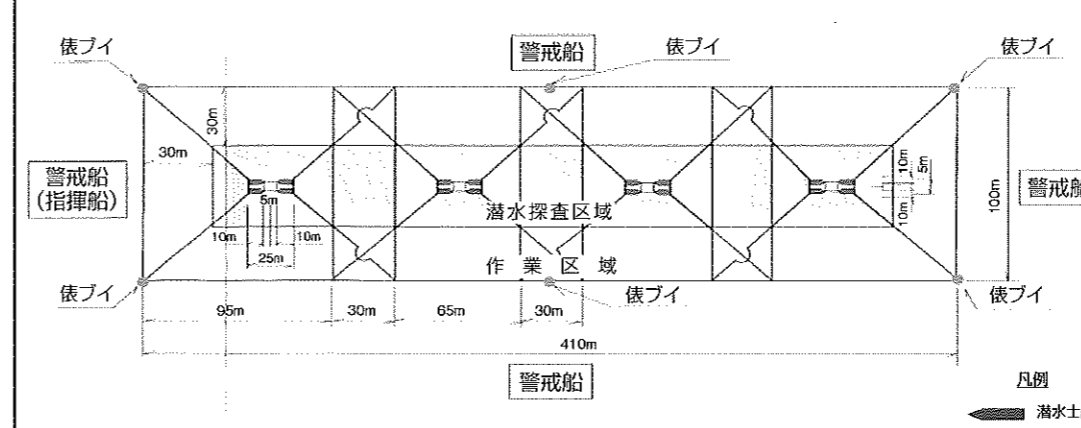 俵ブイ
警戒船
俵ブイ
俵ブイ
30m
30m
警戒船
(指揮船)
10m
5m
10m
100m
警戒船
5m
潜水探査区域
10m
10m
25m
作業区域
俵ブイ
俵ブイ
俵ブイ
95m
30m
65m
30m
410m
警戒船
凡例
潜水士